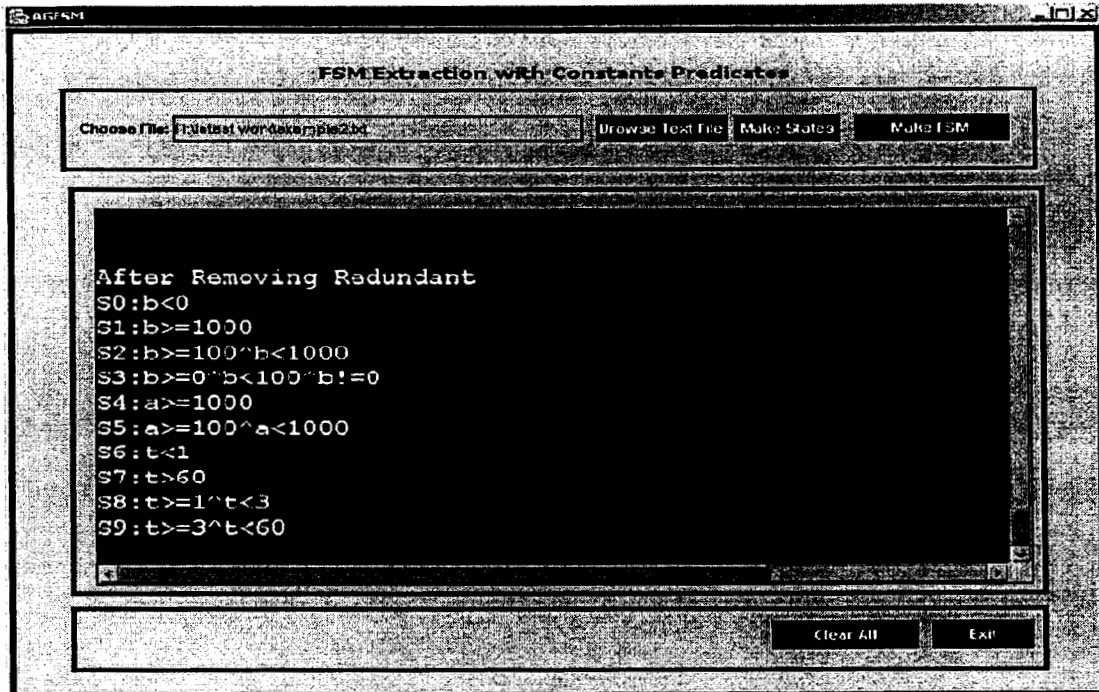 AGFSM
FSM Extraction with Constants Predicates
Choose File: Browse Text File Make States Make FSM
After Removing Redundant
S0:b<0
S1:b>=1000
S2:b>=100^b<1000
S3:b>=0^b<100^b!=0
S4:a>=1000
S5:a>=100^a<1000
S6:t<1
S7:t>60
S8:t>=1^t<3
S9:t>=3^t<60
Clear All Exit